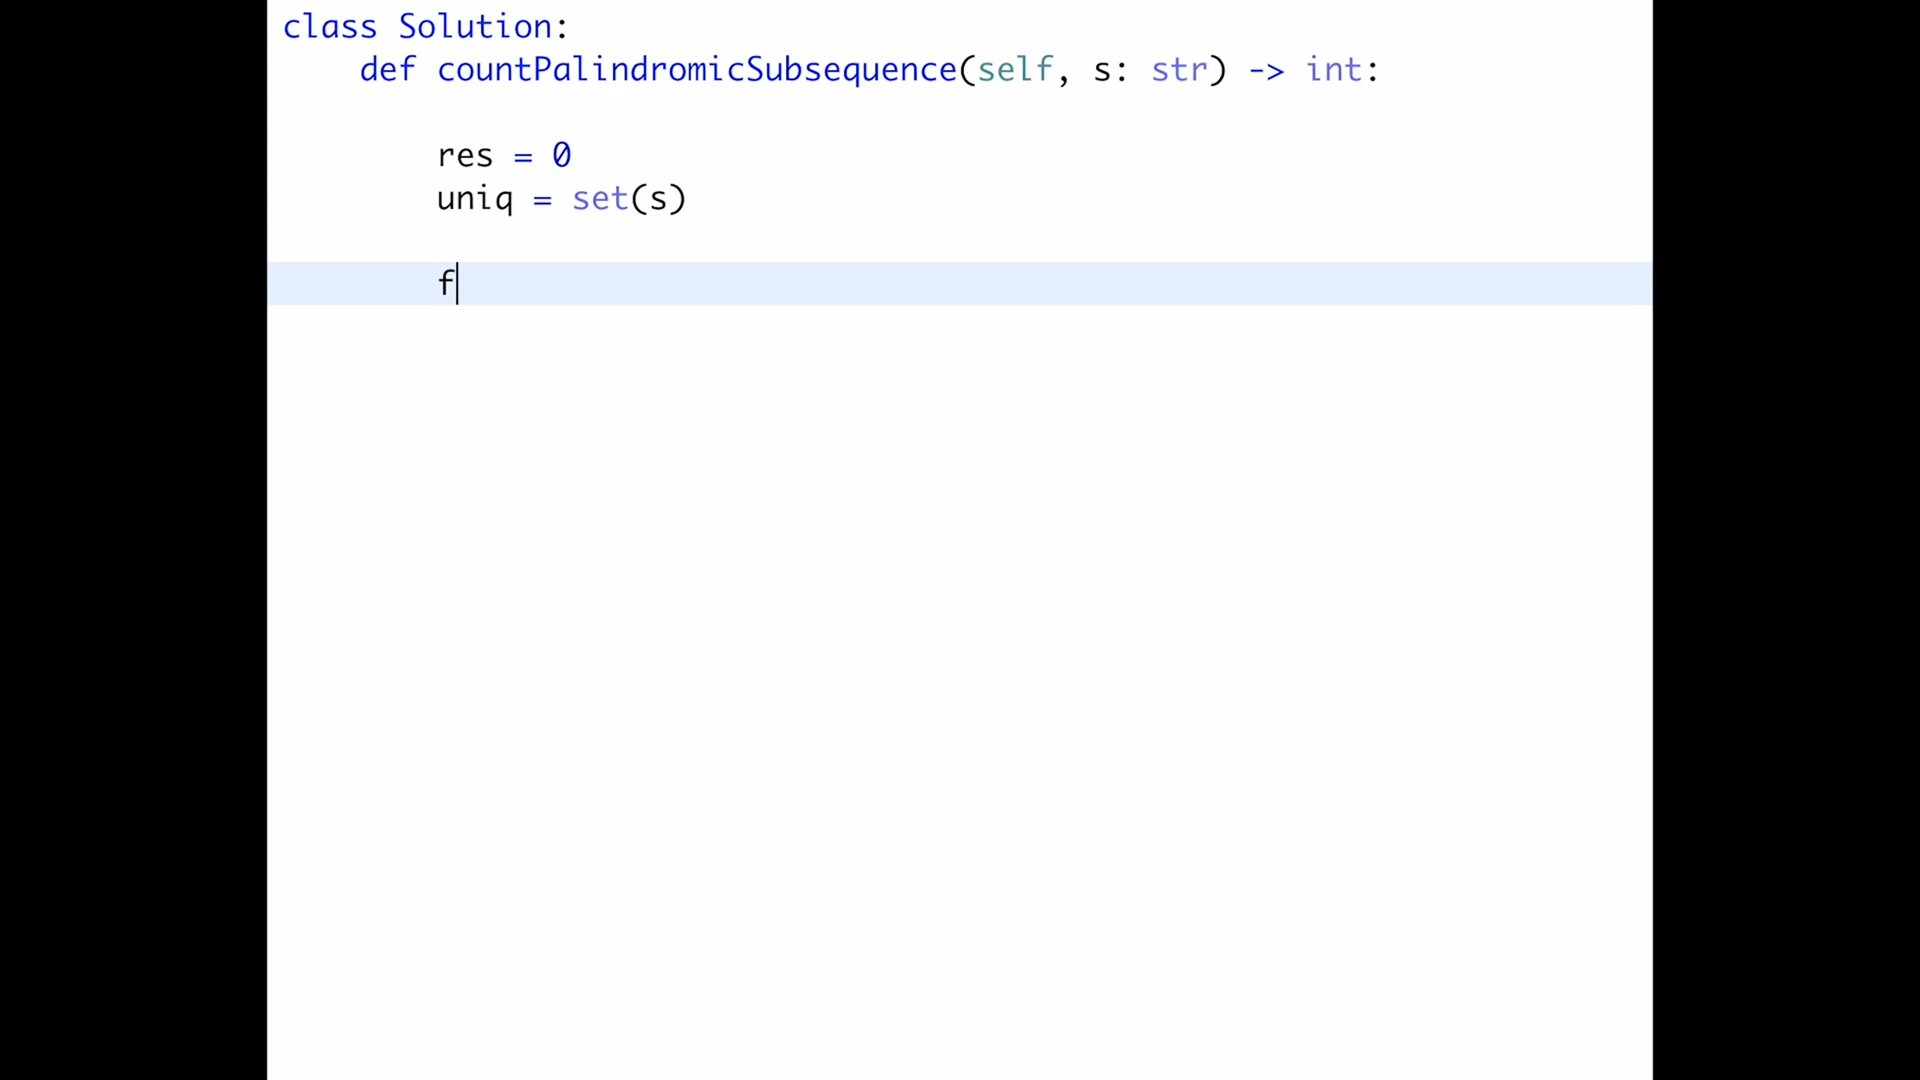 class Solution:
    def countPalindromicSubsequence(self, s: str) -> int:
        res = 0
        uniq = set(s)
        f